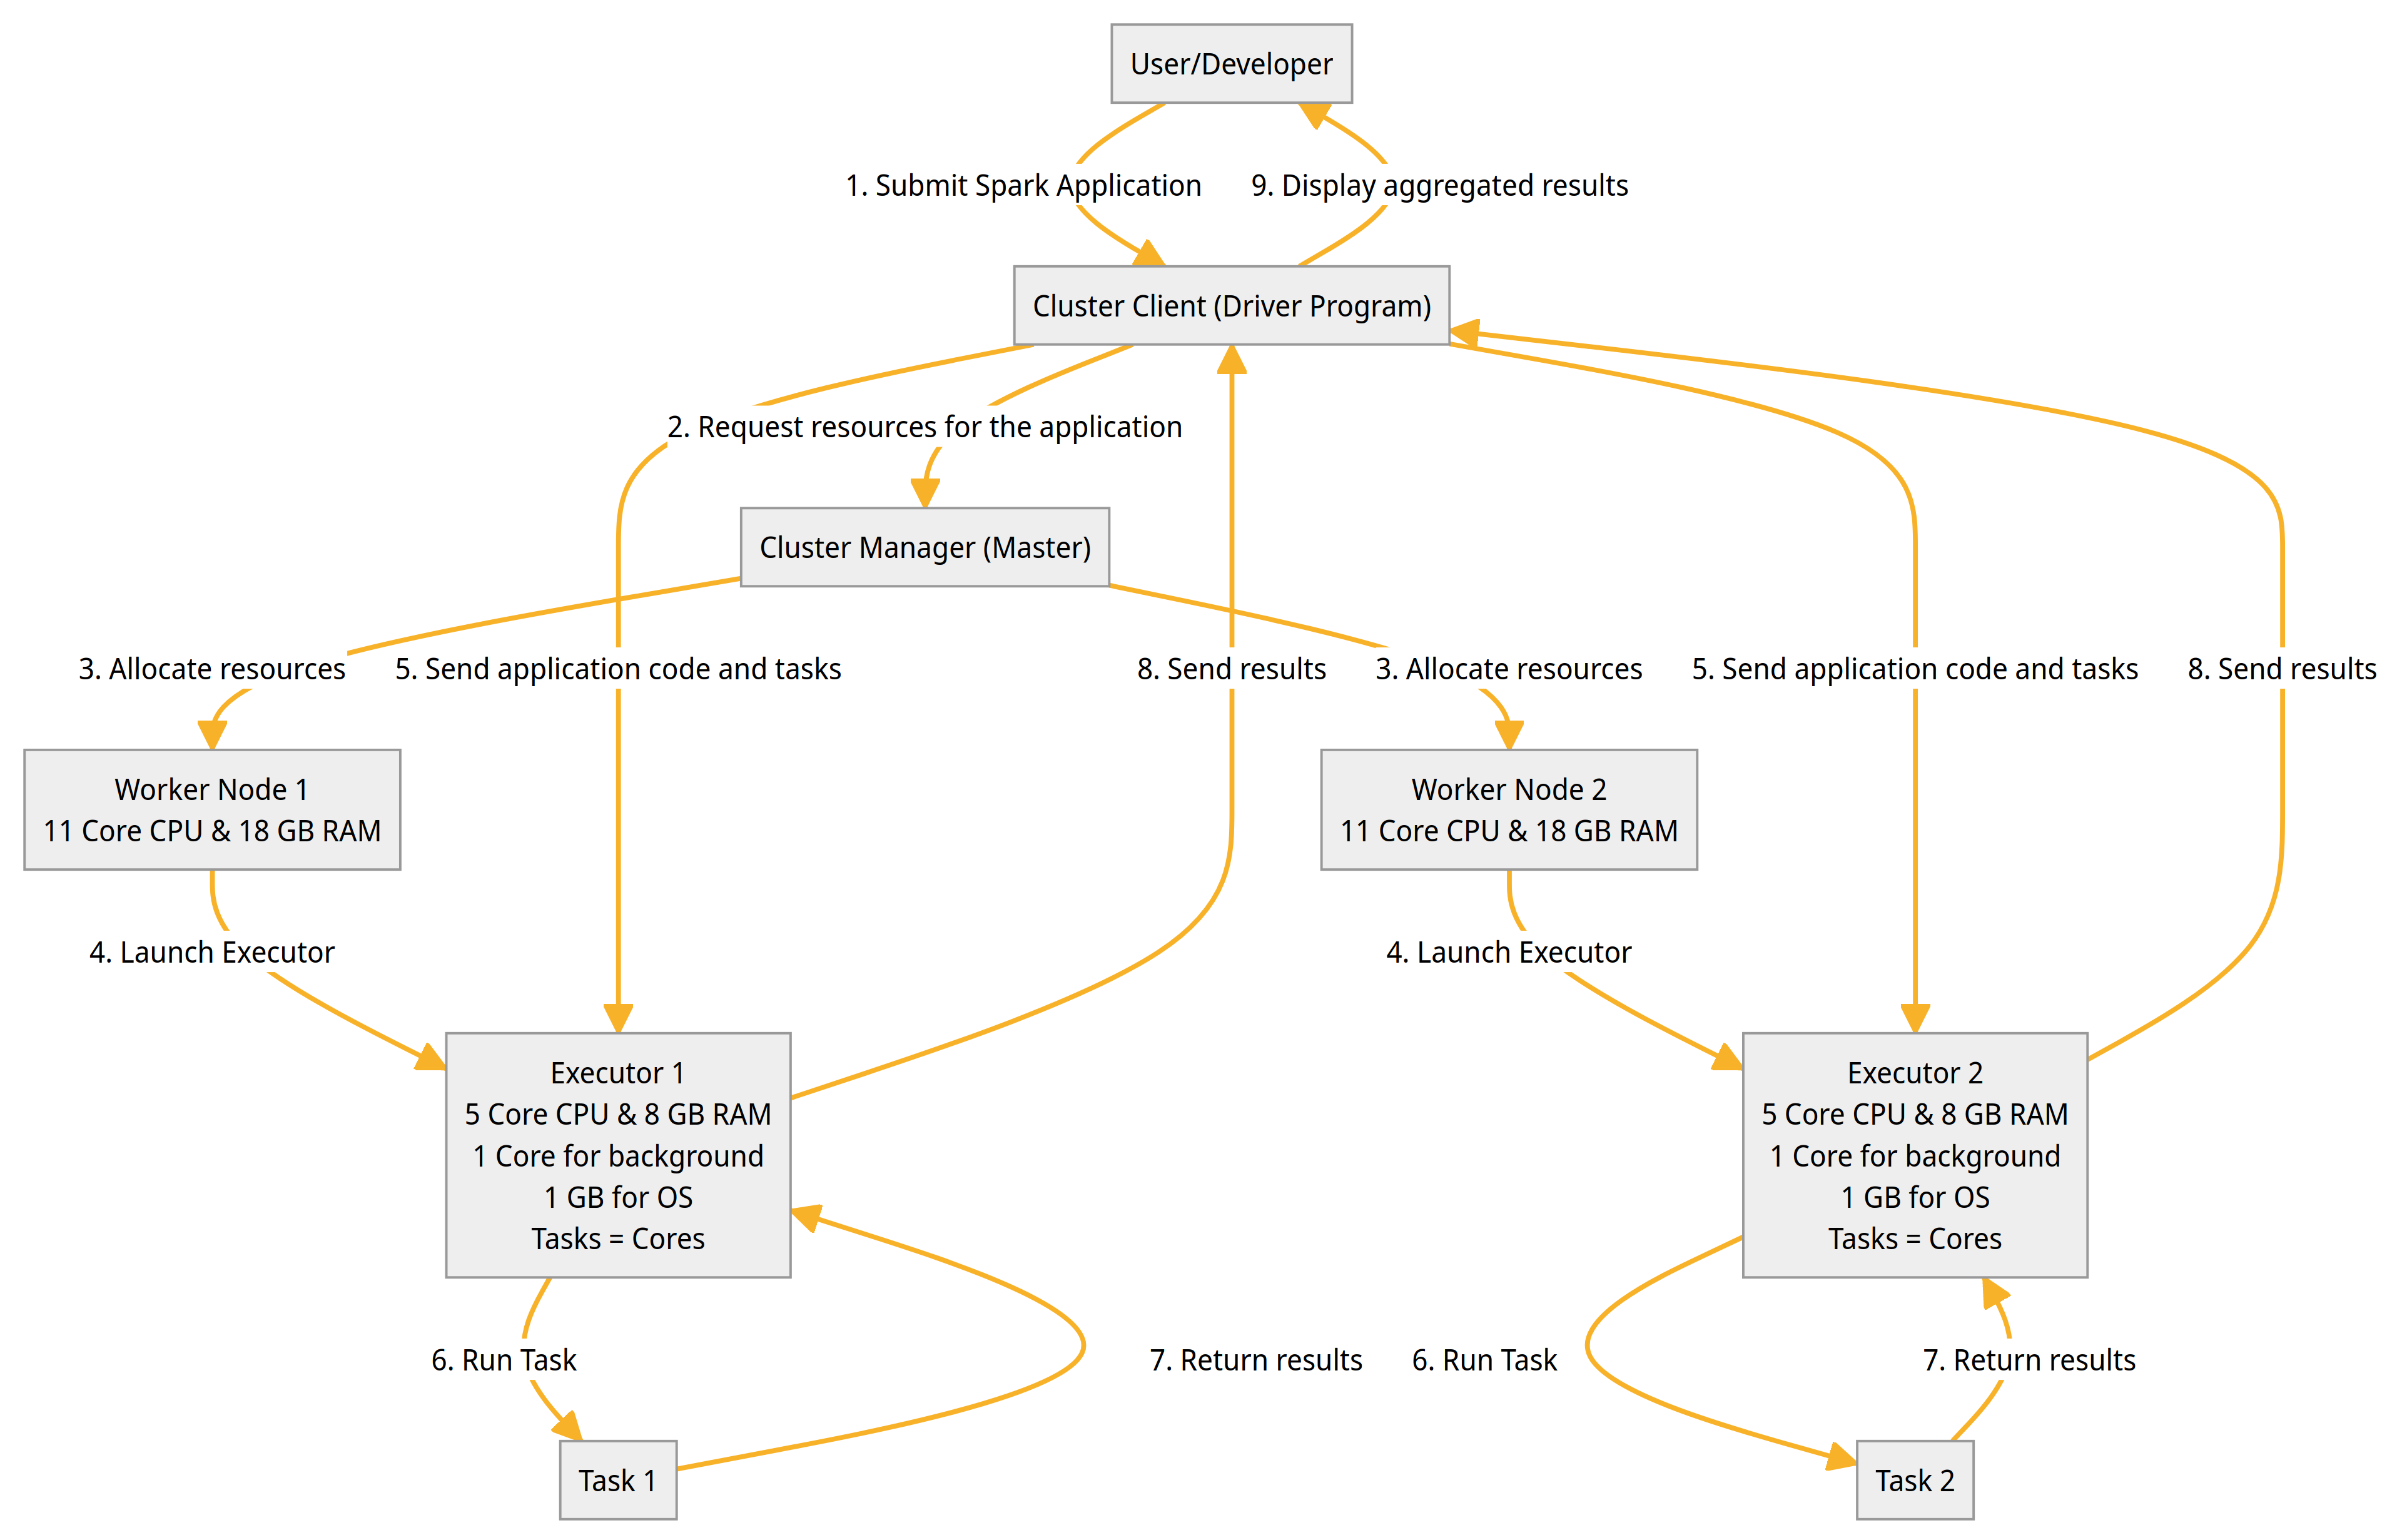 User/Developer
1. Submit Spark Application
9. Display aggregated results
Cluster Client (Driver Program)
2. Request resources for the application
Cluster Manager (Master)
3. Allocate resources
5. Send application code and tasks
8. Send results
3. Allocate resources
5. Send application code and tasks
8. Send results
Worker Node 1
11 Core CPU & 18 GB RAM
Worker Node 2
11 Core CPU & 18 GB RAM
4. Launch Executor
4. Launch Executor
Executor 1
5 Core CPU & 8 GB RAM
1 Core for background
1 GB for OS
Tasks = Cores
Executor 2
5 Core CPU & 8 GB RAM
1 Core for background
1 GB for OS
Tasks = Cores
6. Run Task
7. Return results
6. Run Task
7. Return results
Task 1
Task 2